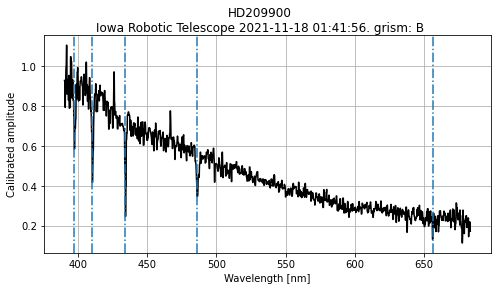 HD209900
Iowa Robotic Telescope 2021-11-18 01:41:56. grism: B
1.0
0.8
0.6
0.4
0.2
Calibrated amplitude
400 450 500 550 600 650
Wavelength [nm]